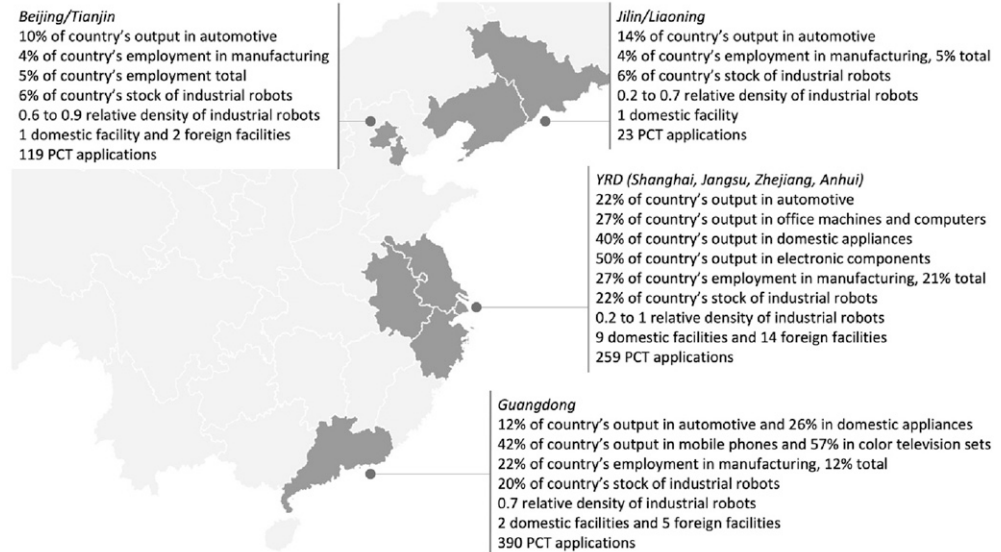 Beijing/Tianjin
10% of country's output in automotive
4% of country's employment in manufacturing
5% of country's employment total
6% of country's stock of industrial robots
0.6 to 0.9 relative density of industrial robots
1 domestic facility and 2 foreign facilities
119 PCT applications
Jilin/Liaoning
14% of country's output in automotive
4% of country's employment in manufacturing, 5% total
6% of country's stock of industrial robots
0.2 to 0.7 relative density of industrial robots
1 domestic facility
23 PCT applications
YRD (Shanghai, Jangsu, Zhejiang, Anhui)
22% of country's output in automotive
27% of country's output in office machines and computers
40% of country's output in domestic appliances
50% of country's output in electronic components
27% of country's employment in manufacturing, 21% total
22% of country's stock of industrial robots
0.2 to 1 relative density of industrial robots
9 domestic facilities and 14 foreign facilities
259 PCT applications
Guangdong
12% of country's output in automotive and 26% in domestic appliances
42% of country's output in mobile phones and 57% in color television sets
22% of country's employment in manufacturing, 12% total
20% of country's stock of industrial robots
0.7 relative density of industrial robots
2 domestic facilities and 5 foreign facilities
390 PCT applications